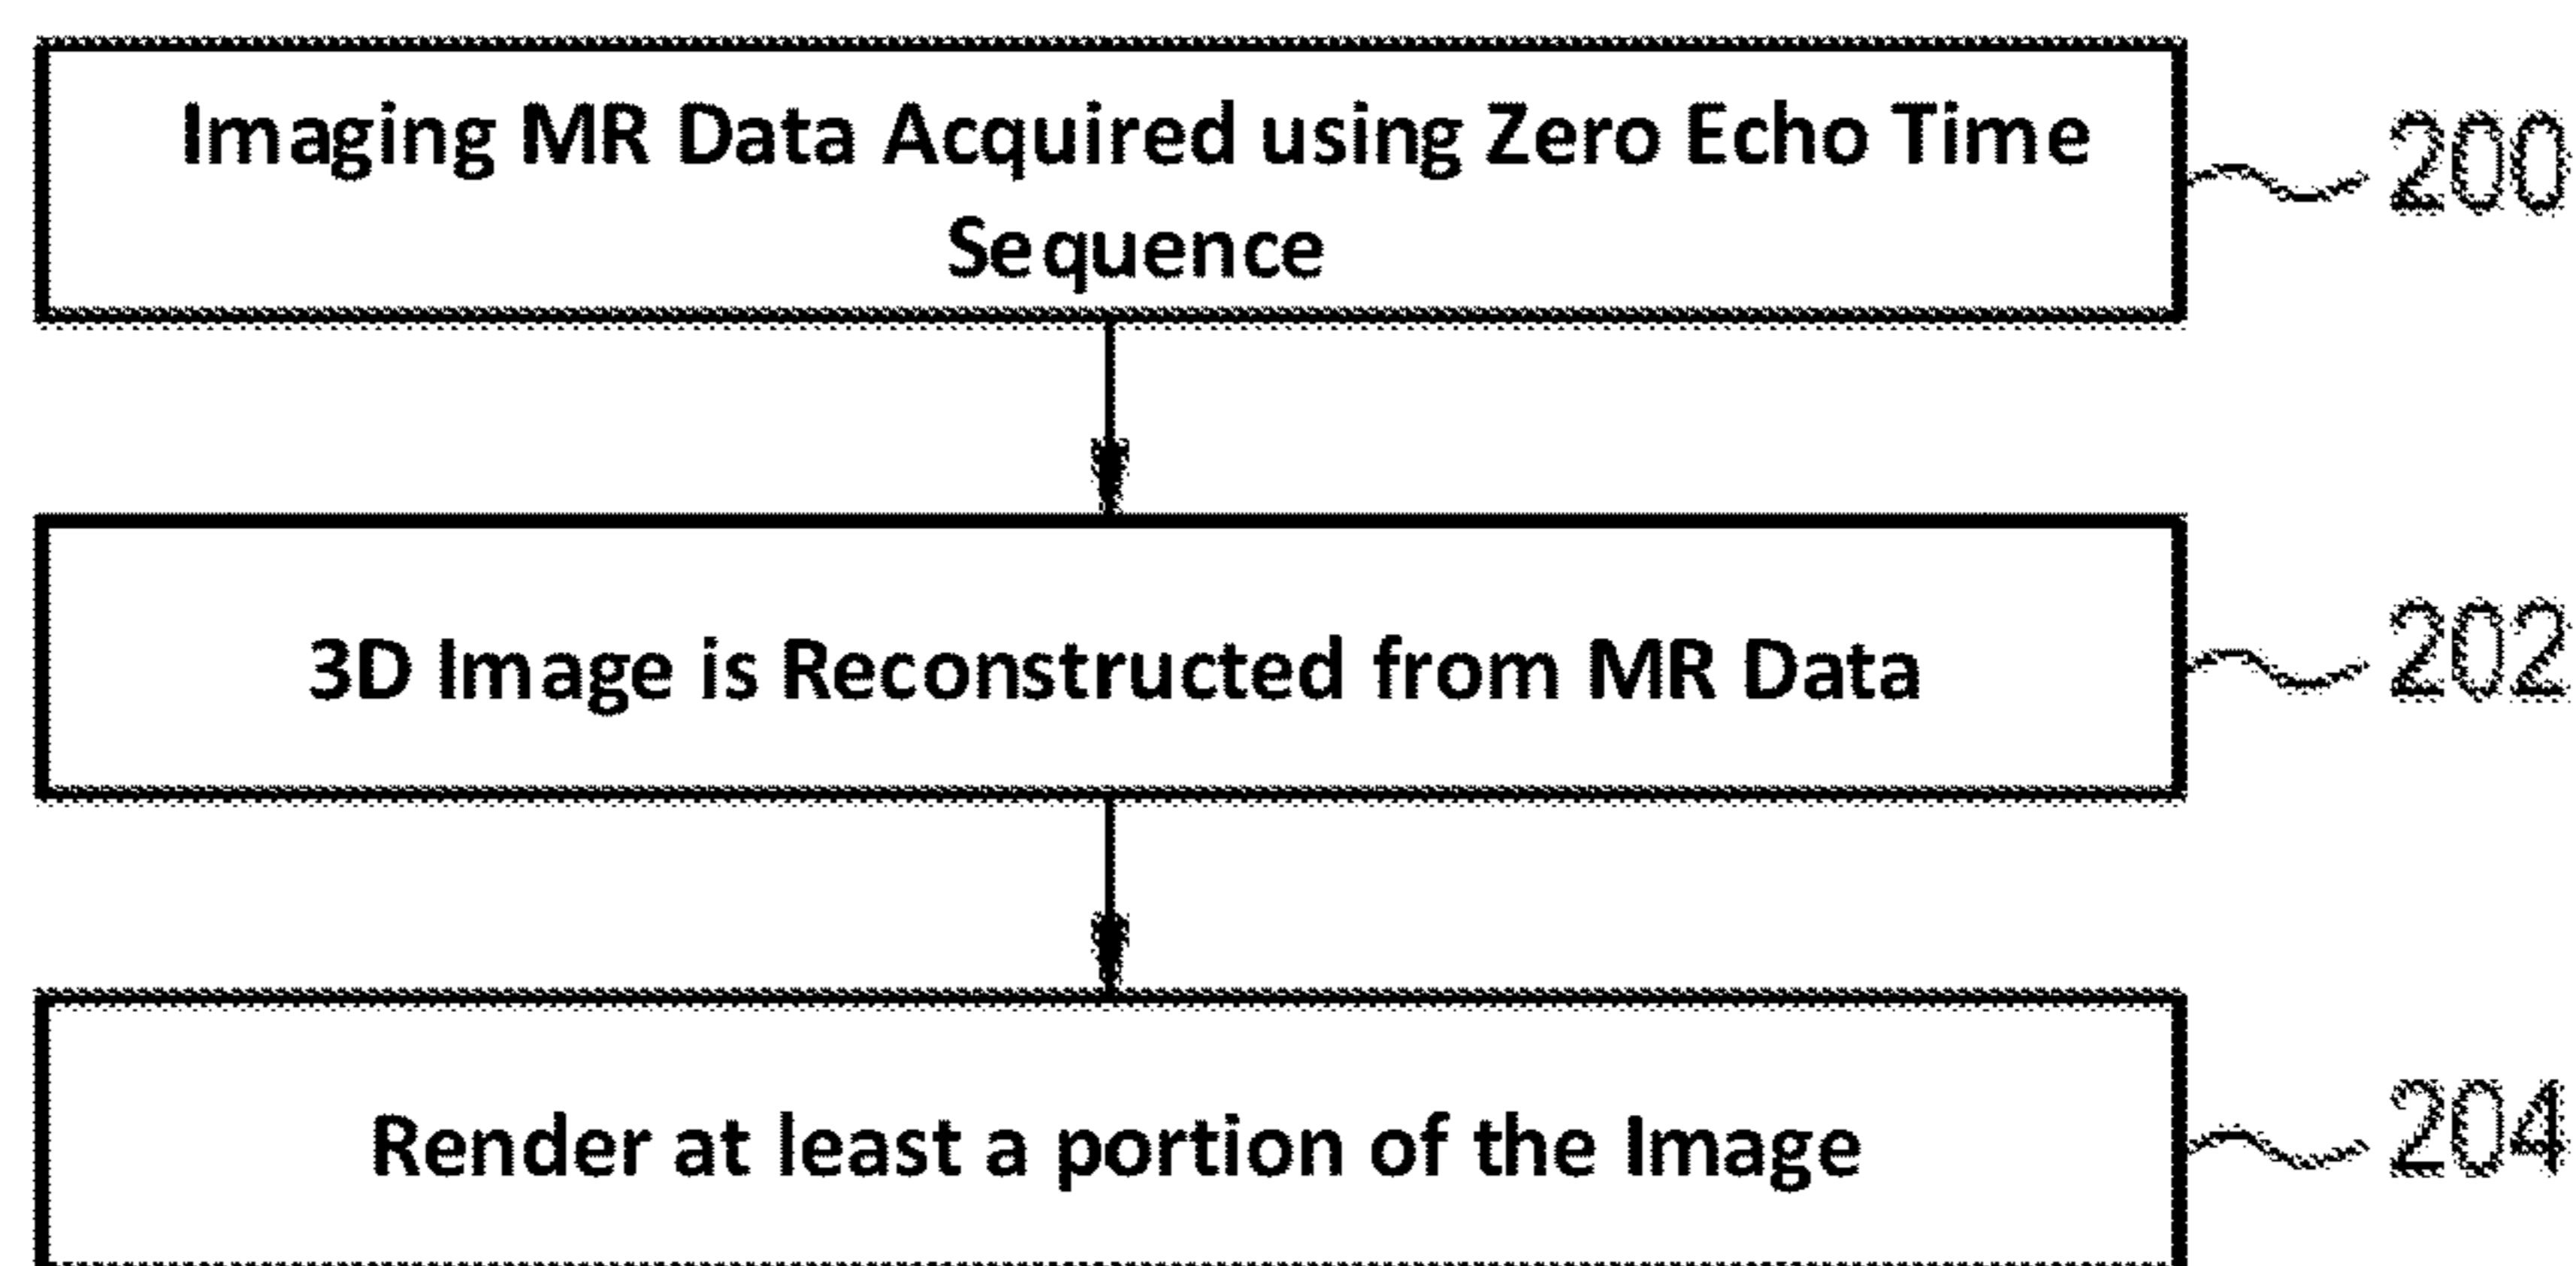 Imaging MR Data Acquired using Zero Echo Time
Sequence
200
3D Image is Reconstructed from MR Data
202
Render at least a portion of the Image
204